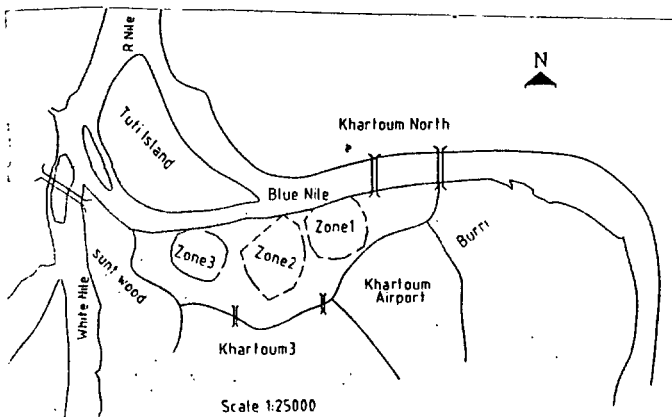 R Nile
N
Tuti Island
Khartoum North
Blue Nile
Zone1
Zone2
Zone3
Burri
sunt wood
White Nile
Khartoum Airport
Khartoum3
Scale 1:25000